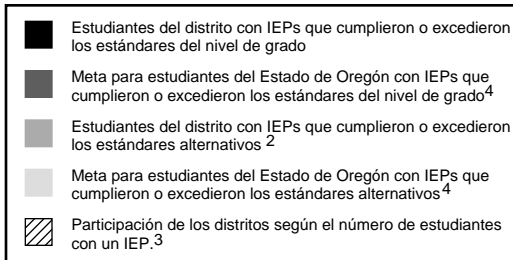 Estudiantes del distrito con IEPs que cumplieron o excedieron
los estándares del nivel de grado
Meta para estudiantes del Estado de Oregón con IEPs que
cumplieron o excedieron los estándares del nivel de grado4
Estudiantes del distrito con IEPs que cumplieron o excedieron
los estándares alternativos 2
Meta para estudiantes del Estado de Oregón con IEPs que
cumplieron o excedieron los estándares alternativos4
Participación de los distritos según el número de estudiantes
con un IEP.3